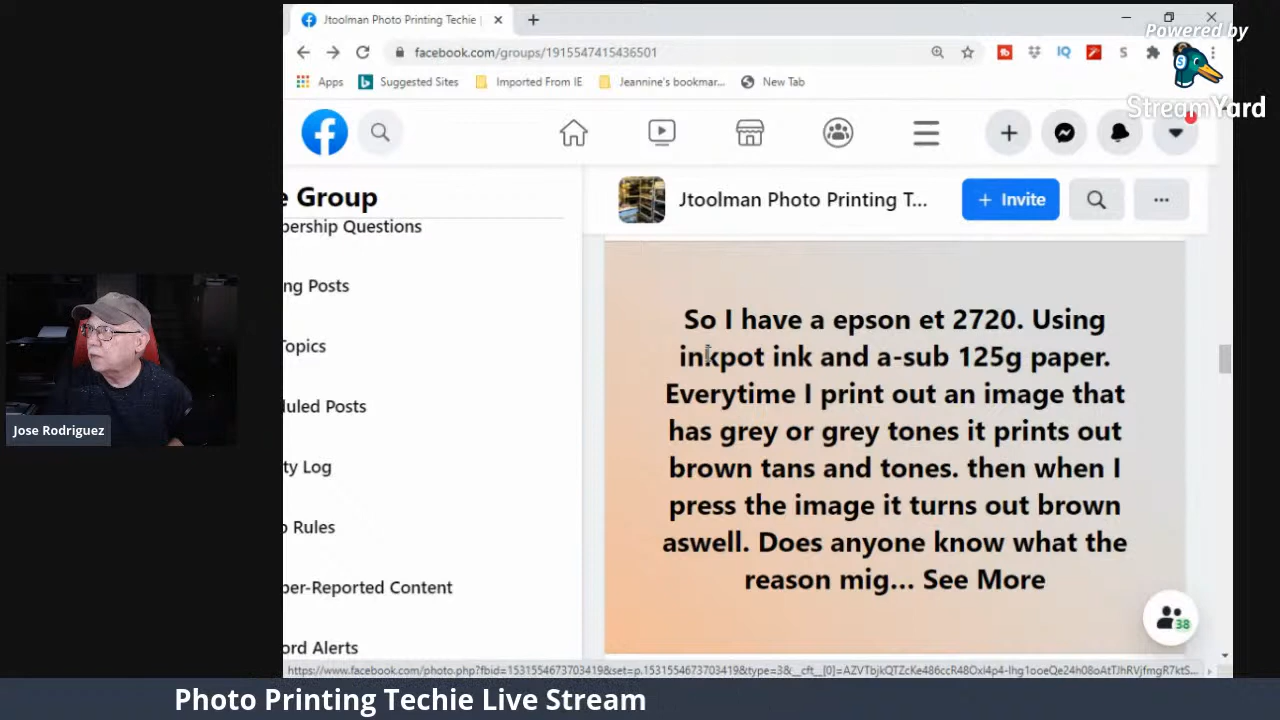 Jtoolman Photo Printing Techie |
Powered by
facebook.com/groups/1915547415436501
Apps
Suggested Sites
Imported From IE
Jeannine's bookmar...
New Tab
StreamYard
e Group
Jtoolman Photo Printing T...
+ Invite
bership Questions
ng Posts
Topics
duled Posts
ty Log
p Rules
ber-Reported Content
ord Alerts
So I have a epson et 2720. Using
inkpot ink and a-sub 125g paper.
Everytime I print out an image that
has grey or grey tones it prints out
brown tans and tones. then when I
press the image it turns out brown
aswell. Does anyone know what the
reason mig... See More
38
Jose Rodriguez
Photo Printing Techie Live Stream